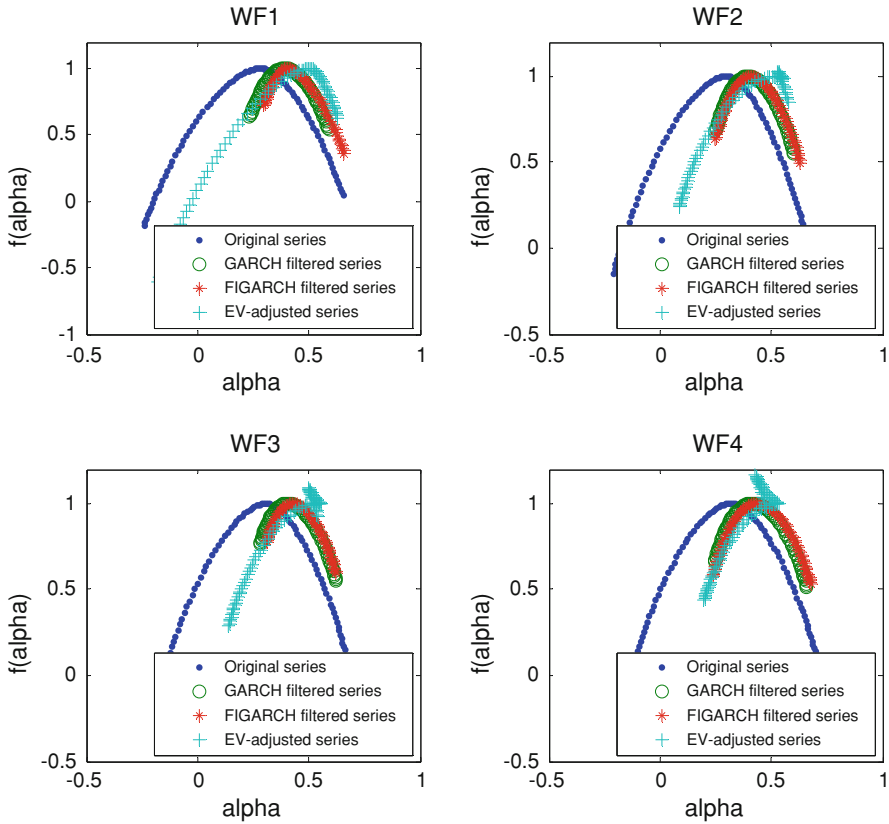 WF1
1
0.5
0
-0.5
-1
f(alpha)
Original series
GARCH filtered series
FIGARCH filtered series
EV-adjusted series
-0.5
0
0.5
1
alpha
WF2
1
0.5
0
-0.5
f(alpha)
Original series
GARCH filtered series
FIGARCH filtered series
EV-adjusted series
-0.5
0
0.5
1
alpha
WF3
1
0.5
0
-0.5
f(alpha)
Original series
GARCH filtered series
FIGARCH filtered series
EV-adjusted series
-0.5
0
0.5
1
alpha
WF4
1
0.5
0
-0.5
f(alpha)
Original series
GARCH filtered series
FIGARCH filtered series
EV-adjusted series
-0.5
0
0.5
1
alpha